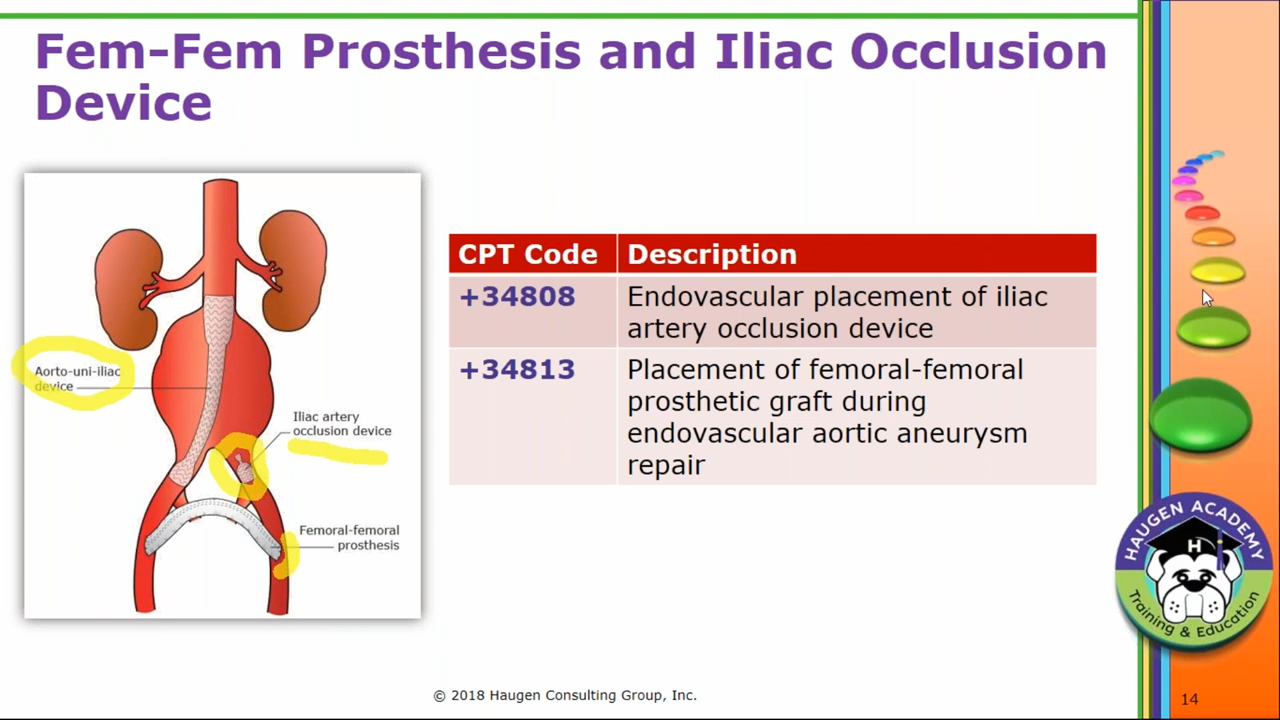 Fem-Fem Prosthesis and Iliac Occlusion
Device
Aorto-uni-iliac
device
Iliac artery
occlusion device
Femoral-femoral
prosthesis
CPT Code
Description
+34808
Endovascular placement of iliac
artery occlusion device
+34813
Placement of femoral-femoral
prosthetic graft during
endovascular aortic aneurysm
repair
HAUGEN ACADEMY
H
Training & Education
© 2018 Haugen Consulting Group, Inc.
14